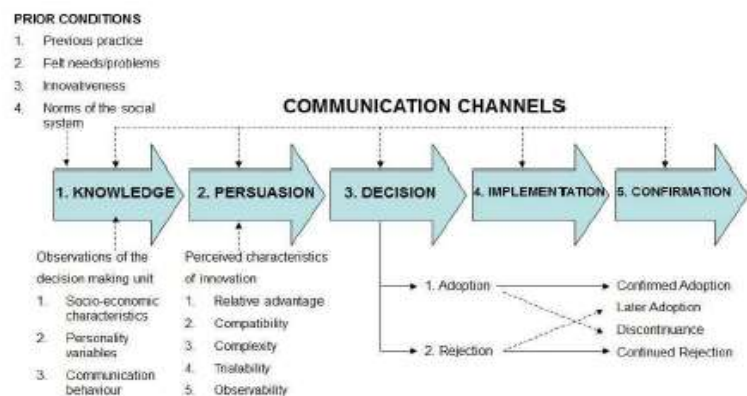 PRIOR CONDITIONS
1. Previous practice
2. Felt needs/problems
3. Innovativeness
4. Norms of the social
system
COMMUNICATION CHANNELS
1. KNOWLEDGE
2. PERSUASION
3. DECISION
4. IMPLEMENTATION
5. CONFIRMATION
Observations of the
decision making unit
1. Socio-economic
characteristics
2. Personality
variables
3. Communication
behaviour
Perceived characteristics
of innovation
1. Relative advantage
2. Compatibility
3. Complexity
4. Trialability
5. Observability
1. Adoption
2. Rejection
Confirmed Adoption
Later Adoption
Discontinuance
Continued Rejection